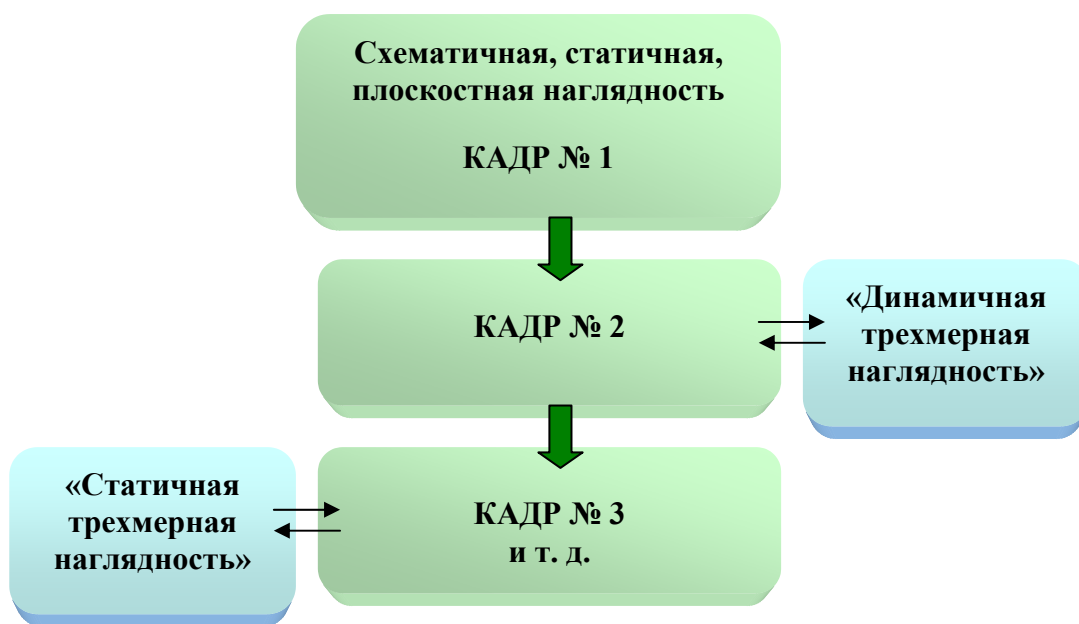 Схематичная, статичная,
плоскостная наглядность
КАДР № 1
КАДР № 2
«Динамичная
трехмерная
наглядность»
«Статичная
трехмерная
наглядность»
КАДР № 3
и т. д.